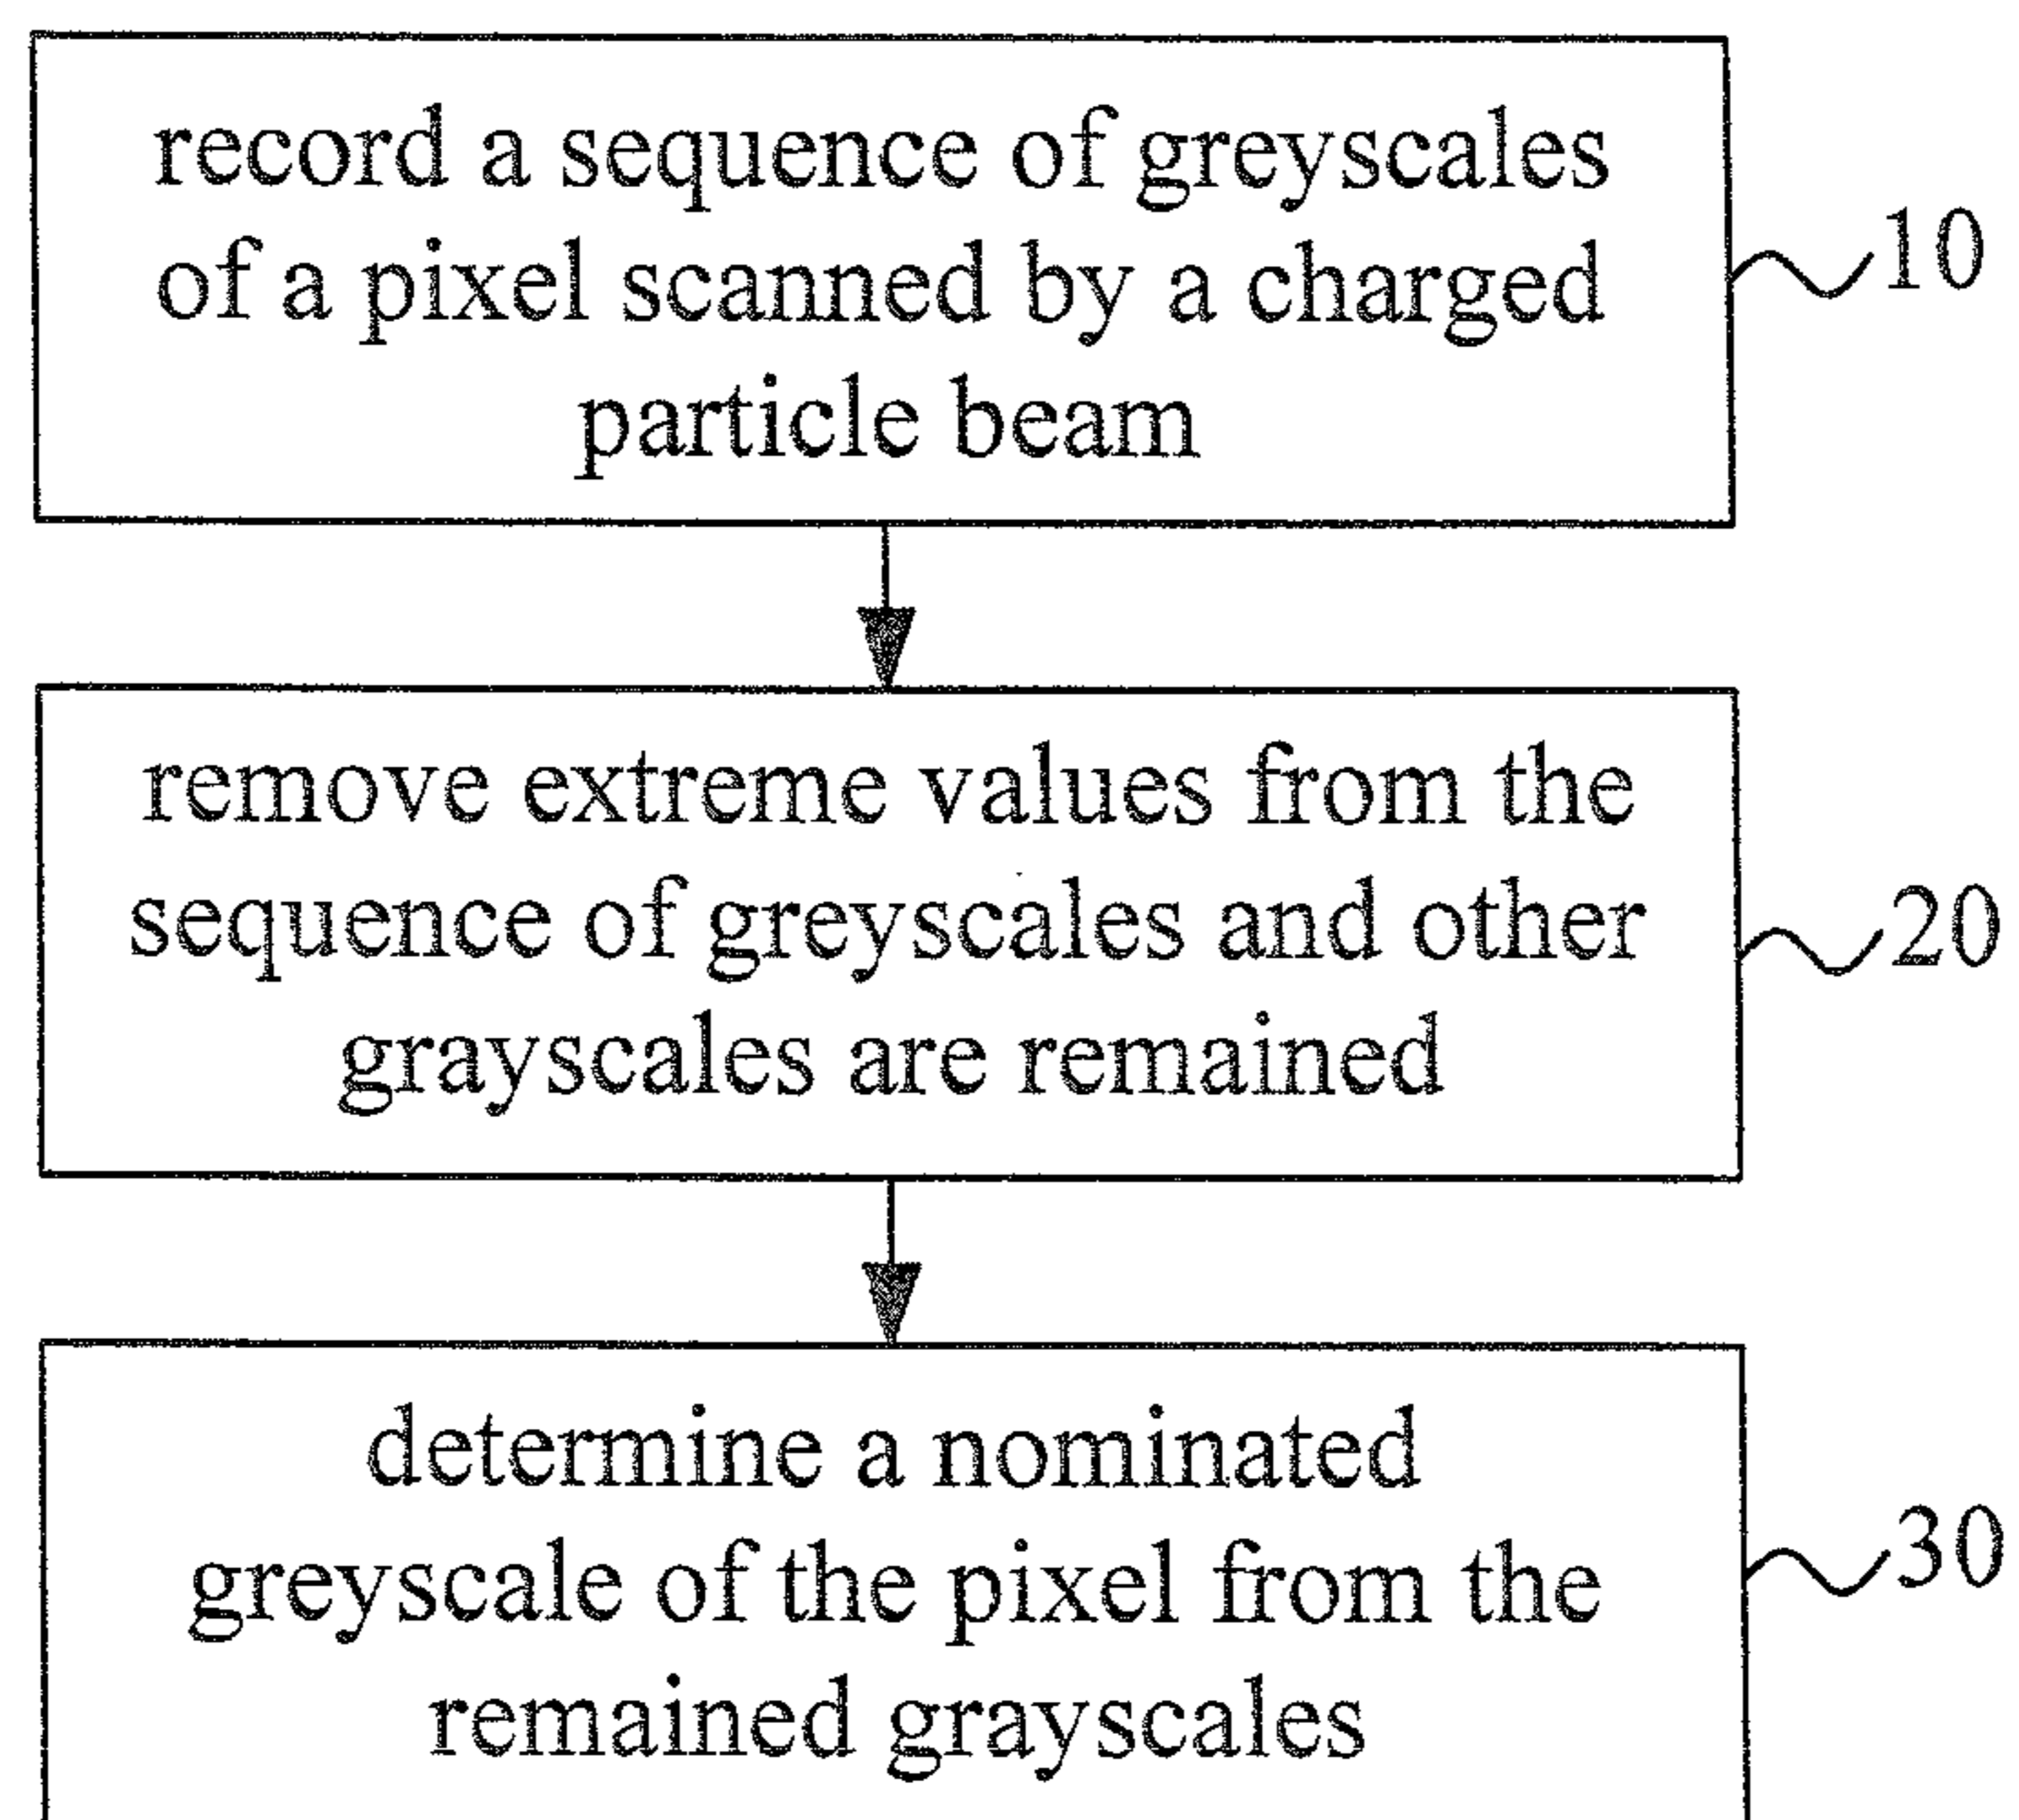 record a sequence of greyscales
of a pixel scanned by a charged
particle beam
10
remove extreme values from the
sequence of greyscales and other
grayscales are remained
20
determine a nominated
greyscale of the pixel from the
remained grayscales
30